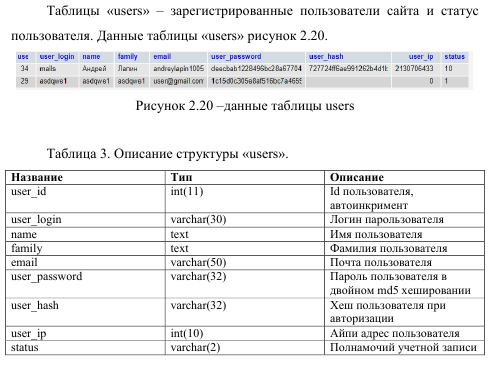 Таблицы «users» – зарегистрированные пользователи сайта и статус
пользователя. Данные таблицы «users» рисунок 2.20.
use user_login name family email user_password user_hash user_ip status
34 mails Андрей Лапин andreylapin1005 2130706433 10
29 asdqwe1 asdqwe1 asdqwe1 user@gmail.com 0 1
Рисунок 2.20 –данные таблицы users
Таблица 3. Описание структуры «users».
Название Тип Описание
user_id int(11) Id пользователя,
автоинкримент
user_login varchar(30) Логин парользователя
name text Имя пользователя
family text Фамилия пользователя
email varchar(50) Почта пользователя
user_password varchar(32) Пароль пользователя в
двойном md5 хешировании
user_hash varchar(32) Хеш пользователя при
авторизации
user_ip int(10) Айпи адрес пользователя
status varchar(2) Полнамочий учетной записи